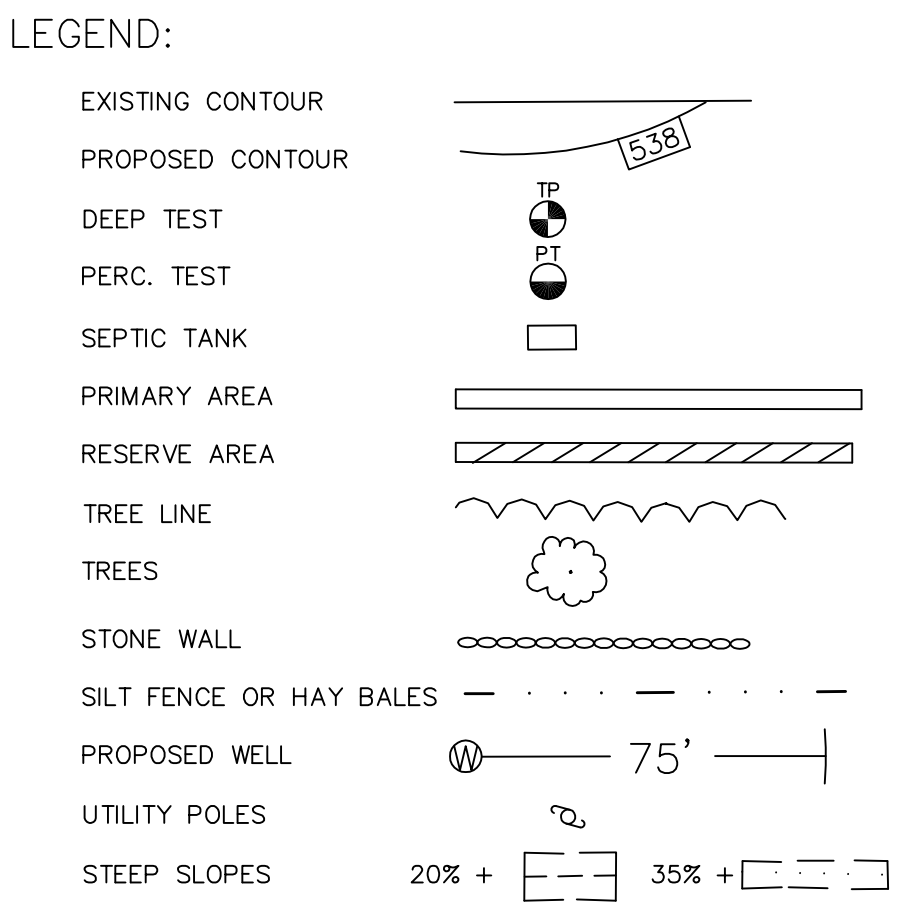 LEGEND:
EXISTING CONTOUR
PROPOSED CONTOUR 538
TP
DEEP TEST
PT
PERC. TEST
SEPTIC TANK
PRIMARY AREA
RESERVE AREA
TREE LINE
TREES
STONE WALL
SILT FENCE OR HAY BALES
PROPOSED WELL W 75'
UTILITY POLES
STEEP SLOPES 20% + 35% +